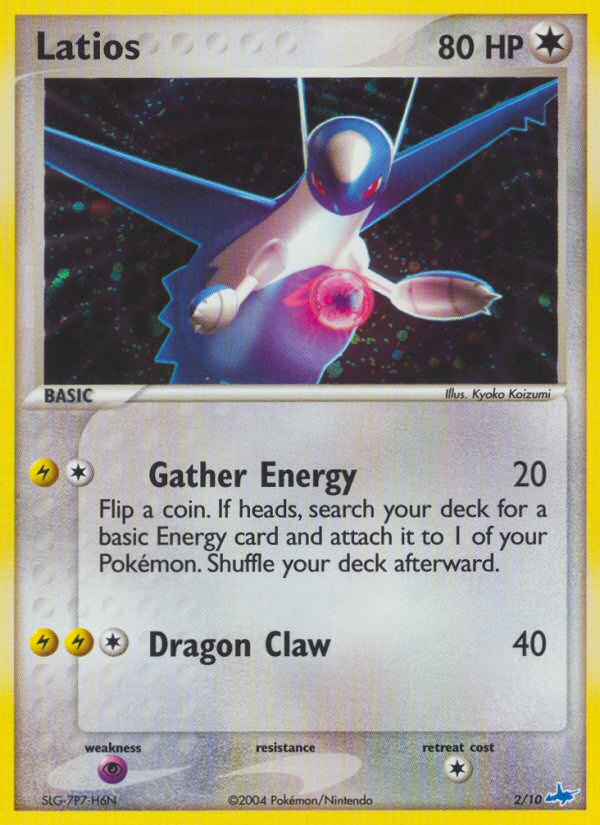 Latios
80 HP
BASIC
Illus. Kyoko Koizumi
Gather Energy 20
Flip a coin. If heads, search your deck for a
basic Energy card and attach it to 1 of your
Pokémon. Shuffle your deck afterward.
Dragon Claw 40
weakness resistance retreat cost
SLG-7P7-H6N ©2004 Pokémon/Nintendo 2/10